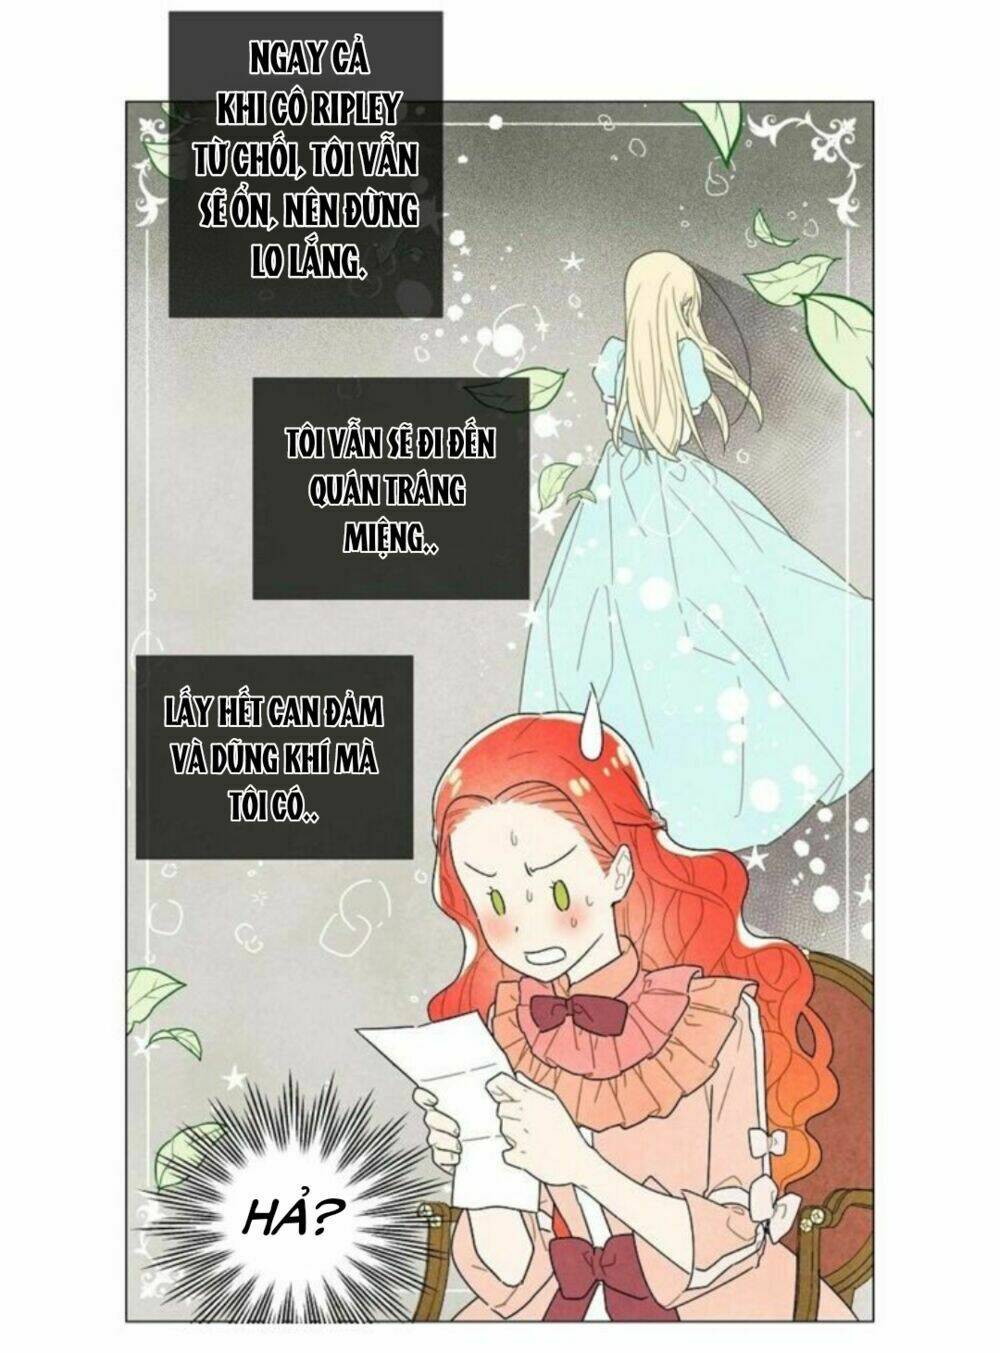 NGAY CẢ
KHI CÔ RIPLEY
TỪ CHỐI, TÔI VẪN
SẼ ỔN, NÊN ĐỪNG
LO LẮNG.
TÔI VẪN SẼ ĐI ĐẾN
QUÁN TRÁNG
MIỆNG..
LẤY HẾT CAN ĐẢM
VÀ DŨNG KHÍ MÀ
TÔI CÓ..
HẢ?